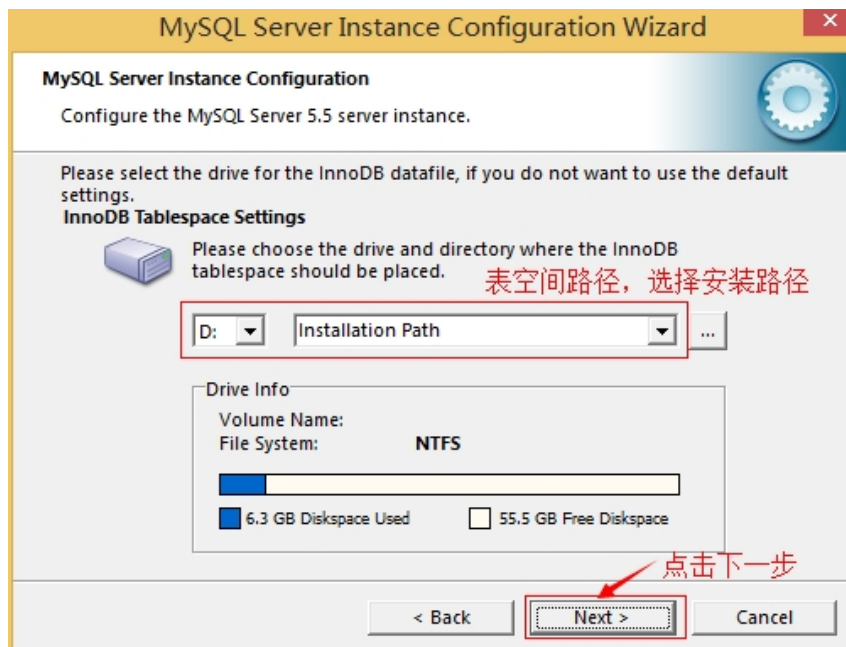 MySQL Server Instance Configuration Wizard
×
MySQL Server Instance Configuration
Configure the MySQL Server 5.5 server instance.
Please select the drive for the InnoDB datafile, if you do not want to use the default
settings.
InnoDB Tablespace Settings
Please choose the drive and directory where the InnoDB
tablespace should be placed.
表空间路径，选择安装路径
D:
Installation Path
...
Drive Info
Volume Name:
File System: NTFS
6.3 GB Diskspace Used
55.5 GB Free Diskspace
点击下一步
< Back
Next >
Cancel